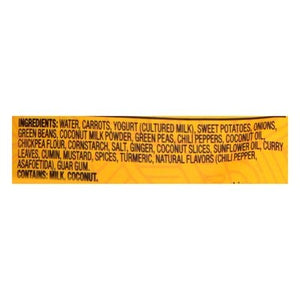 INGREDIENTS: WATER, CARROTS, YOGURT (CULTURED MILK), SWEET POTATOES, ONIONS,
GREEN BEANS, COCONUT MILK POWDER, GREEN PEAS, CHILI PEPPERS, COCONUT OIL,
CHICKPEA FLOUR, CORNSTARCH, SALT, GINGER, COCONUT SLICES, SUNFLOWER OIL, CURRY
LEAVES, CUMIN, MUSTARD, SPICES, TURMERIC, NATURAL FLAVORS (CHILI PEPPER,
ASAFOETIDA), GUAR GUM.
CONTAINS: MILK, COCONUT.